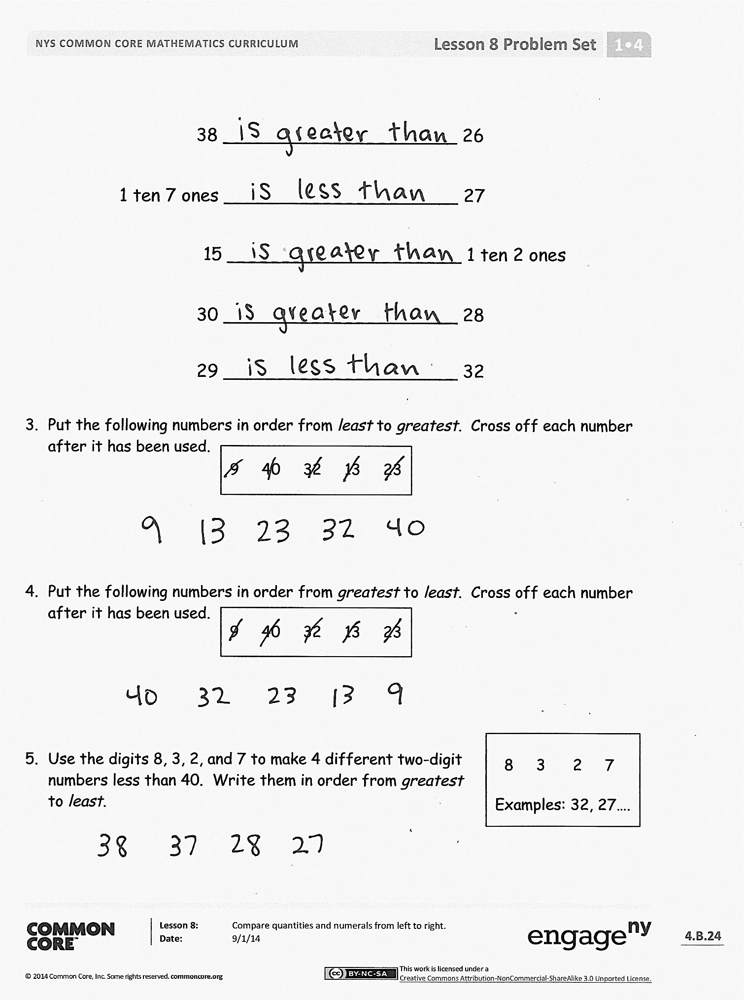 NYS COMMON CORE MATHEMATICS CURRICULUM Lesson 8 Problem Set 1•4
38 is greater than 26
1 ten 7 ones is less than 27
15 is greater than 1 ten 2 ones
30 is greater than 28
29 is less than 32
3. Put the following numbers in order from least to greatest. Cross off each number
after it has been used.
9 40 32 13 23
9 13 23 32 40
4. Put the following numbers in order from greatest to least. Cross off each number
after it has been used.
9 40 32 13 23
40 32 23 13 9
5. Use the digits 8, 3, 2, and 7 to make 4 different two-digit
numbers less than 40. Write them in order from greatest
to least.
8 3 2 7
Examples: 32, 27....
38 37 28 27
COMMON
CORE™
Lesson 8: Compare quantities and numerals from left to right.
Date: 9/1/14
engageny
4.B.24
© 2014 Common Core, Inc. Some rights reserved. commoncore.org
cc BY-NC-SA
This work is licensed under a
Creative Commons Attribution-NonCommercial-ShareAlike 3.0 Unported License.